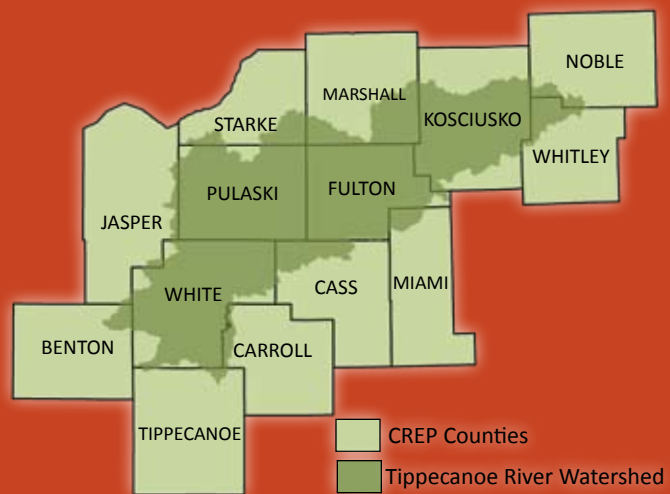 NOBLE
MARSHALL
KOSCIUSKO
STARKE
WHITLEY
PULASKI
FULTON
JASPER
MIAMI
CASS
WHITE
BENTON
CARROLL
TIPPECANOE
CREP Counties
Tippecanoe River Watershed